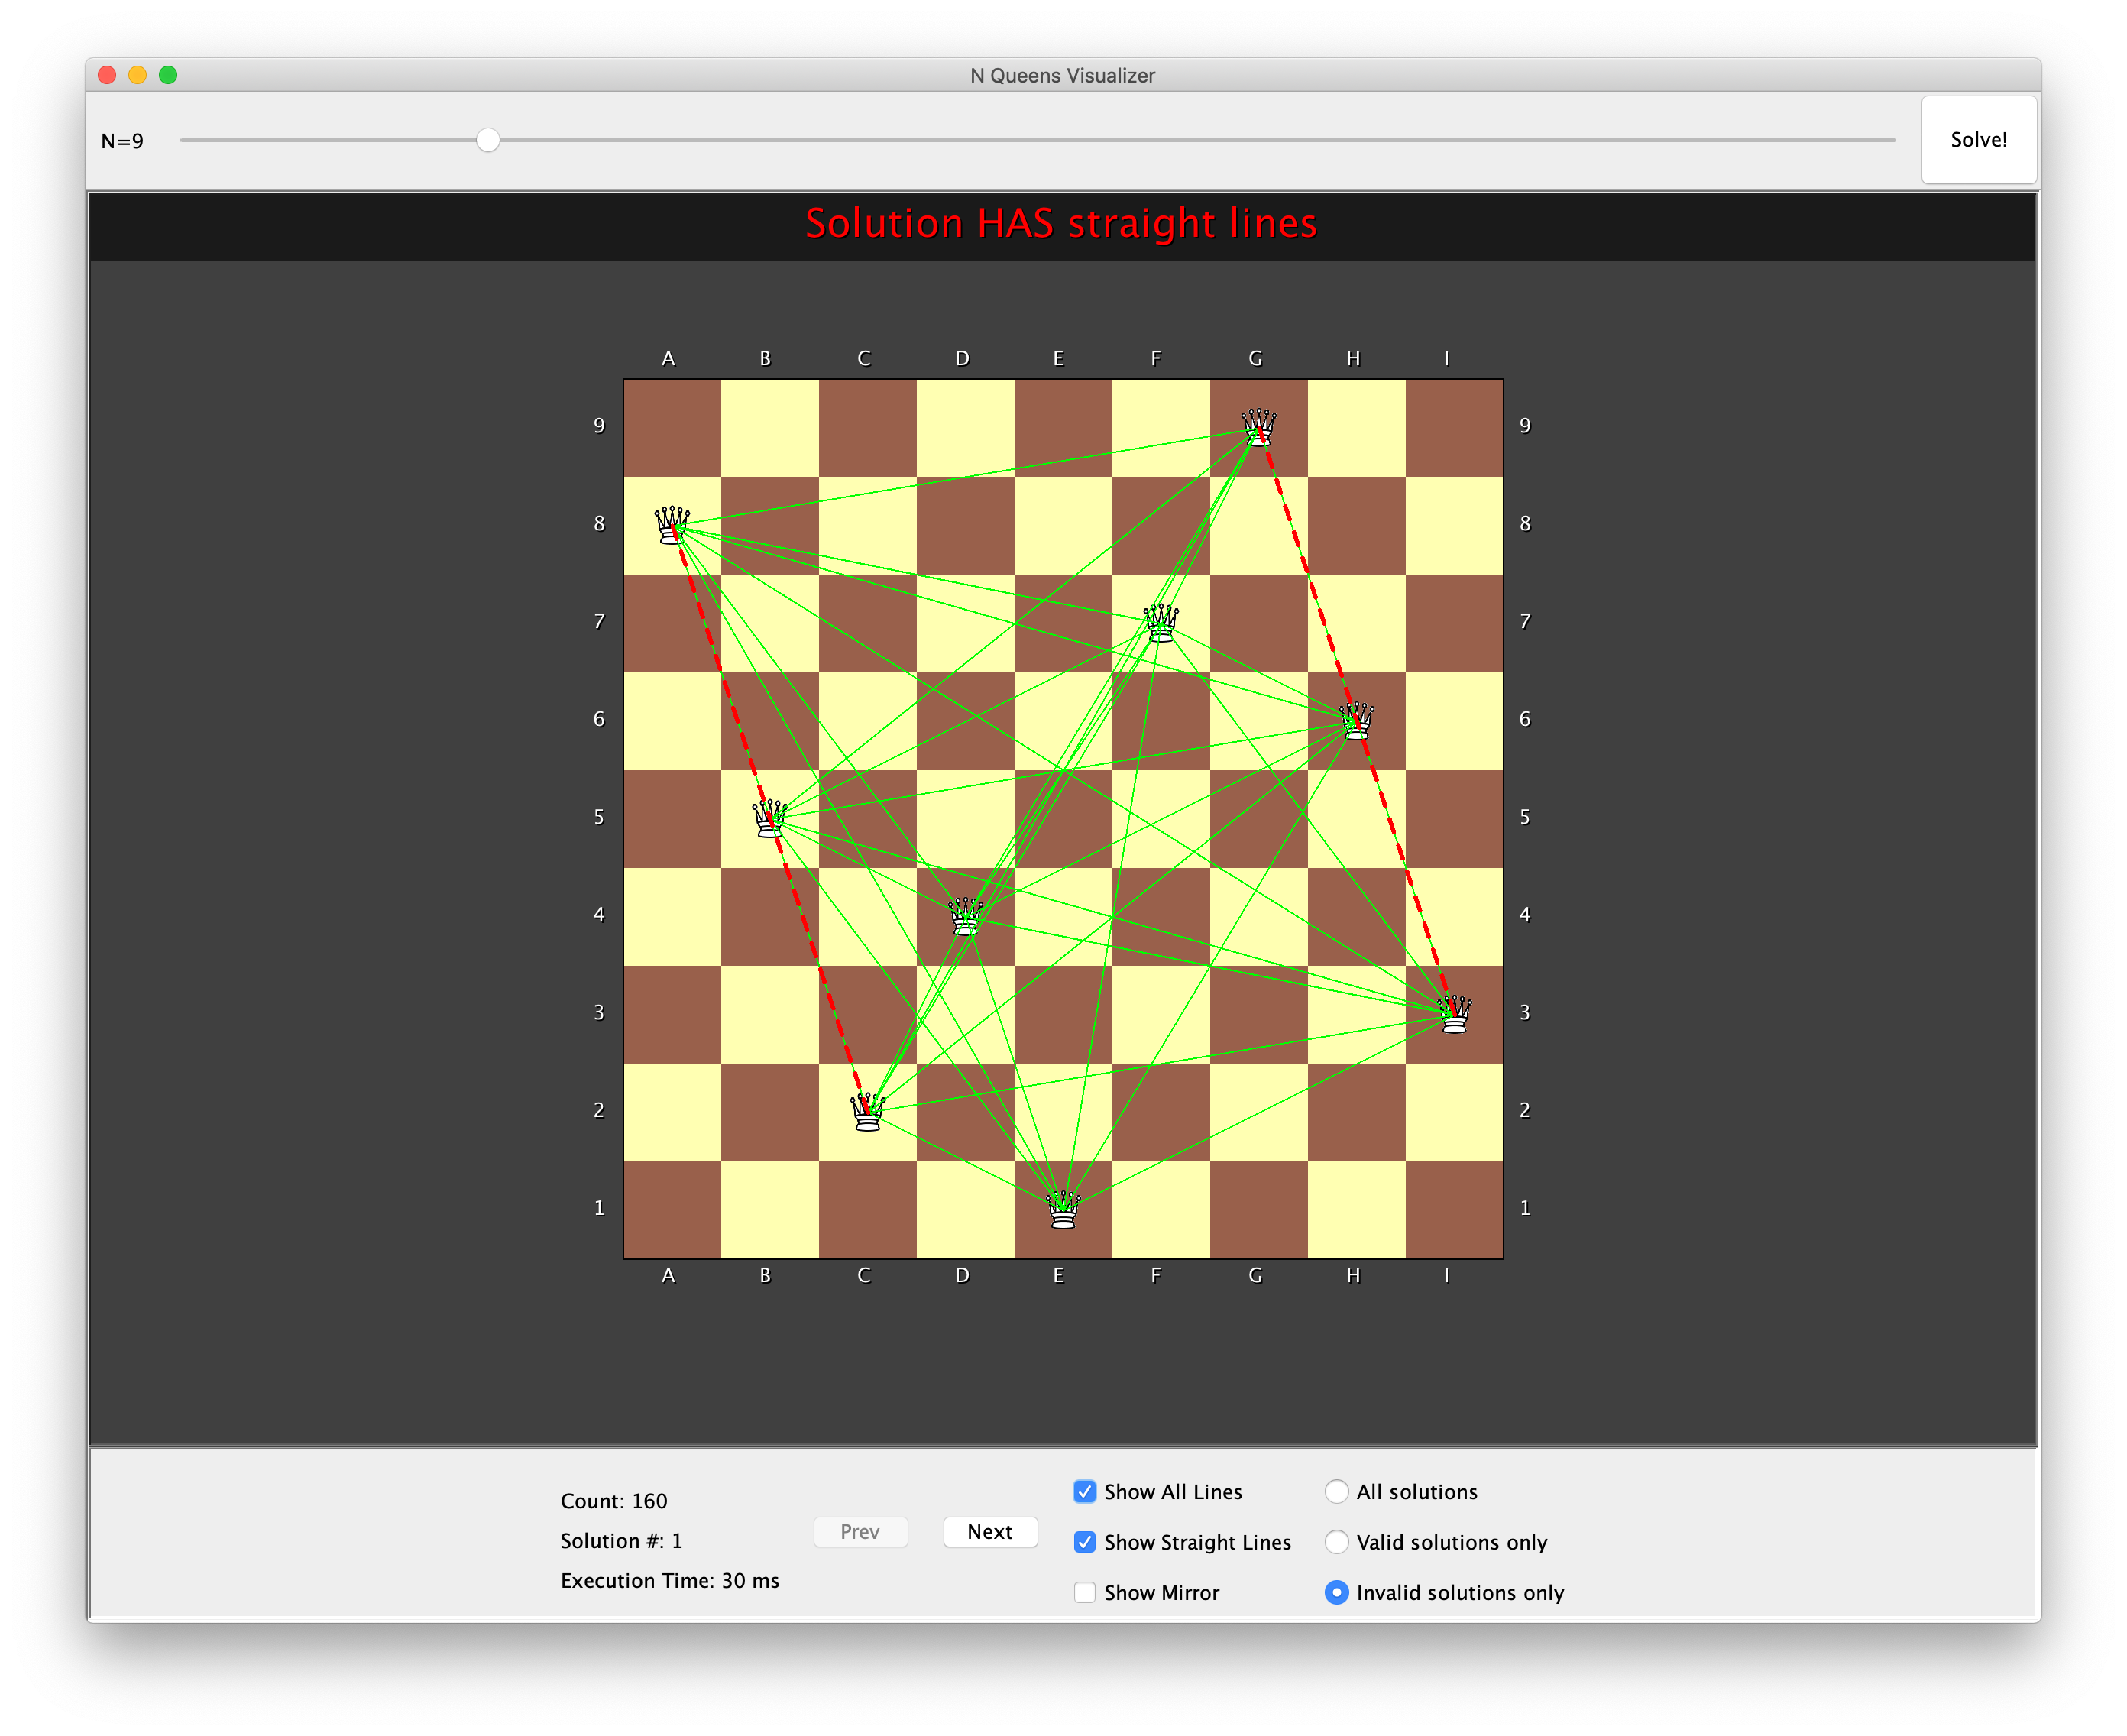 N Queens Visualizer
N=9
Solve!
Solution HAS straight lines
A B C D E F G H I
9 9
8 8
7 7
6 6
5 5
4 4
3 3
2 2
1 1
A B C D E F G H I
Count: 160
Solution #: 1
Execution Time: 30 ms
Prev
Next
Show All Lines
Show Straight Lines
Show Mirror
All solutions
Valid solutions only
Invalid solutions only